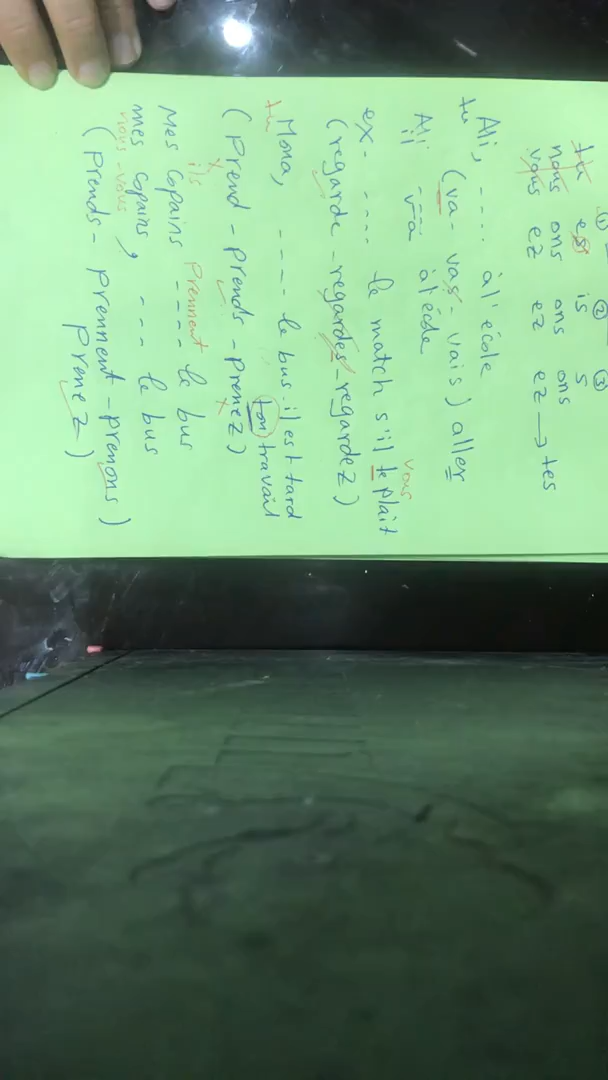 ① ② ③
tu es is s
nous ons ons ons
vous ez ez ez → tes
Ali, ..... à l'école
tu (va - vas - vais) aller
Ali ---- à l'école
il va
vous
ex- ---- le match s'il te plait
(regarde - regardes - regardez)
Mona, ---- le bus. il est tard
tu ton travail
(Prend - prends - prenez)
ils prennent
Mes copains ---- le bus
mes copains, --- le bus
nous - vous
(Prends - prennent - prenons)
prenez